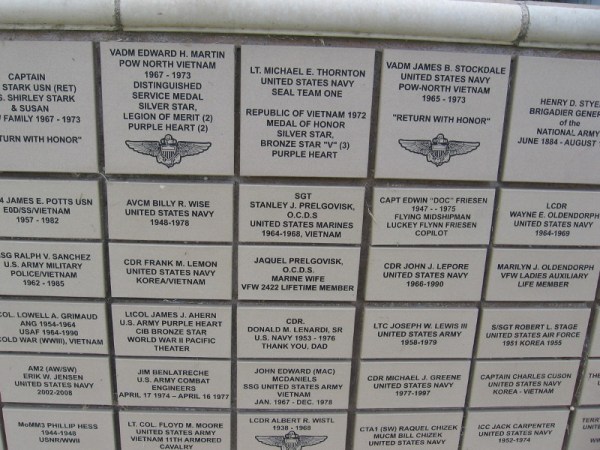 CAPTAIN
STARK USN (RET)
SHIRLEY STARK
& SUSAN
FAMILY 1967 - 1973
TURN WITH HONOR"
VADM EDWARD H. MARTIN
POW NORTH VIETNAM
1967 - 1973
DISTINGUISHED
SERVICE MEDAL
SILVER STAR,
LEGION OF MERIT (2)
PURPLE HEART (2)
LT. MICHAEL E. THORNTON
UNITED STATES NAVY
SEAL TEAM ONE
REPUBLIC OF VIETNAM 1972
MEDAL OF HONOR
SILVER STAR,
BRONZE STAR "V" (3)
PURPLE HEART
VADM JAMES B. STOCKDALE
UNITED STATES NAVY
POW-NORTH VIETNAM
1965 - 1973
"RETURN WITH HONOR"
HENRY D. STYE
BRIGADIER GENER
of the
NATIONAL ARMY
JUNE 1884 - AUGUST 1
JAMES E. POTTS USN
EOD/SS/VIETNAM
1957 - 1982
AVCM BILLY R. WISE
UNITED STATES NAVY
1948-1978
SGT
STANLEY J. PRELGOVISK,
O.C.D.S
UNITED STATES MARINES
1964-1968, VIETNAM
CAPT EDWIN "DOC" FRIESEN
1947 - - 1975
FLYING MIDSHIPMAN
LUCKEY FLYNN FRIESEN
COPILOT
LCDR
WAYNE E. OLDENDORPH
UNITED STATES NAVY
1964-1969
SG RALPH V. SANCHEZ
U.S. ARMY MILITARY
POLICE/VIETNAM
1962 - 1985
CDR FRANK M. LEMON
UNITED STATES NAVY
KOREA/VIETNAM
JAQUEL PRELGOVISK,
O.C.D.S.
MARINE WIFE
VFW 2422 LIFETIME MEMBER
CDR JOHN J. LEPORE
UNITED STATES NAVY
1966-1990
MARILYN J. OLDENDORPH
VFW LADIES AUXILIARY
LIFE MEMBER
COL. LOWELL A. GRIMAUD
ANG 1954-1964
USAF 1984-1990
COLD WAR (WWIII), VIETNAM
LtCOL JAMES J. AHERN
U.S. ARMY PURPLE HEART
CIB BRONZE STAR
WORLD WAR II PACIFIC
THEATER
CDR.
DONALD M. LENARDI, SR
U.S. NAVY 1953 - 1976
THANK YOU, DAD
LTC JOSEPH W. LEWIS III
UNITED STATES ARMY
1958-1979
S/SGT ROBERT L. STAGE
UNITED STATES AIR FORCE
1951 KOREA 1955
AM2 (AW/SW)
ERIK W. JENSEN
UNITED STATES NAVY
2002-2008
JIM BENLATRECHE
U.S. ARMY COMBAT
ENGINEERS
APRIL 17 1974 – APRIL 16 1977
JOHN EDWARD (MAC)
MCDANIELS
SSG UNITED STATES ARMY
VIETNAM
JAN. 1967 - DEC. 1978
CDR MICHAEL J. GREENE
UNITED STATES NAVY
1977-1997
CAPTAIN CHARLES CUSON
UNITED STATES NAVY
KOREA - VIETNAM
MoMM3 PHILLIP HESS
1944-1948
USNR/WWII
LT. COL. FLOYD M. MOORE
UNITED STATES ARMY
VIETNAM 11TH ARMORED
CAVALRY
LCDR ALBERT R. WISTL
1938 - 1968
CTA1 (SW) RAQUEL CHIZEK
MUCM BILL CHIZEK
UNITED STATES NAVY
ICC JACK CARPENTER
UNITED STATES NAVY
1952-1974